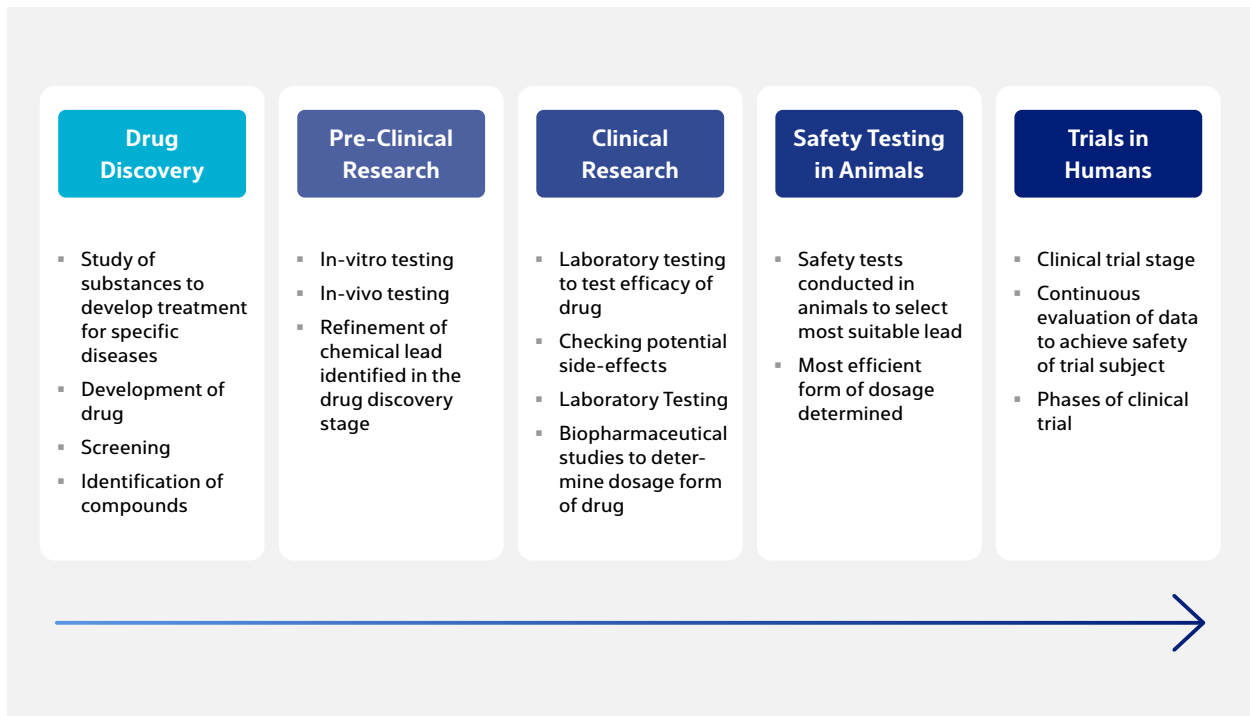 Drug
Discovery
Study of
substances to
develop treatment
for specific
diseases
Development of
drug
Screening
Identification of
compounds
Pre-Clinical
Research
In-vitro testing
In-vivo testing
Refinement of
chemical lead
identified in the
drug discovery
stage
Clinical
Research
Laboratory testing
to test efficacy of
drug
Checking potential
side-effects
Laboratory Testing
Biopharmaceutical
studies to deter-
mine dosage form
of drug
Safety Testing
in Animals
Safety tests
conducted in
animals to select
most suitable lead
Most efficient
form of dosage
determined
Trials in
Humans
Clinical trial stage
Continuous
evaluation of data
to achieve safety
of trial subject
Phases of clinical
trial